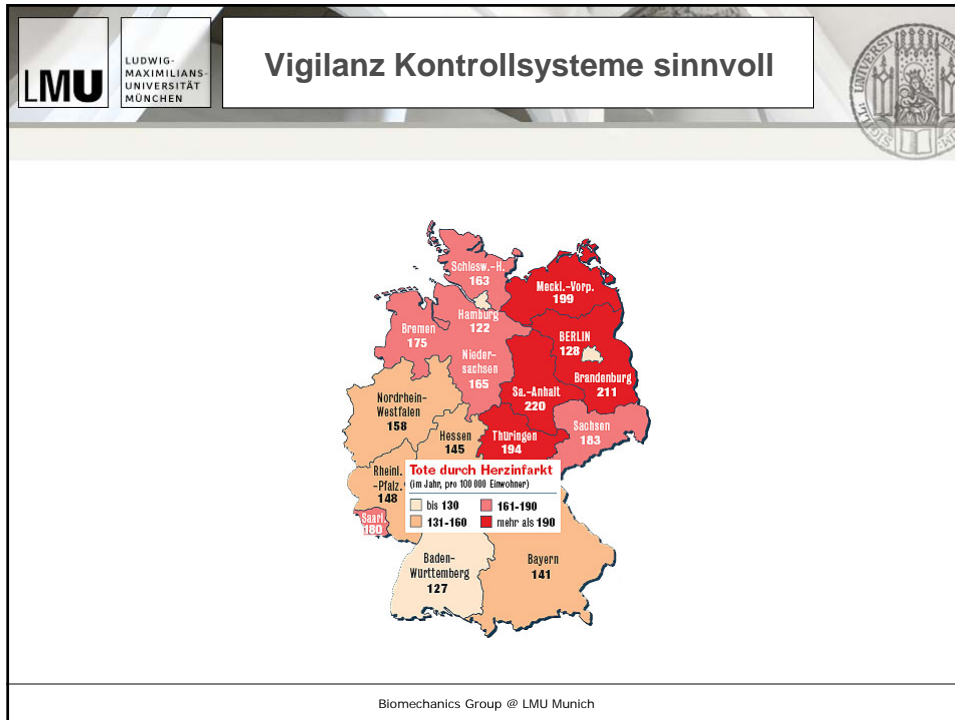 LMU
LUDWIG-
MAXIMILIANS-
UNIVERSITÄT
MÜNCHEN
Vigilanz Kontrollsysteme sinnvoll
Schlesw.-H.
163
Meckl.-Vorp.
199
Hamburg
122
Bremen
175
BERLIN
128
Nieder-
sachsen
165
Brandenburg
211
Sa.-Anhalt
220
Nordrhein-
Westfalen
158
Sachsen
183
Hessen
145
Thüringen
194
Rheinl.
-Pfalz.
148
Tote durch Herzinfarkt
(im Jahr, pro 100 000 Einwohner)
bis 130
161-190
131-160
mehr als 190
Saarl.
180
Baden-
Württemberg
127
Bayern
141
Biomechanics Group @ LMU Munich